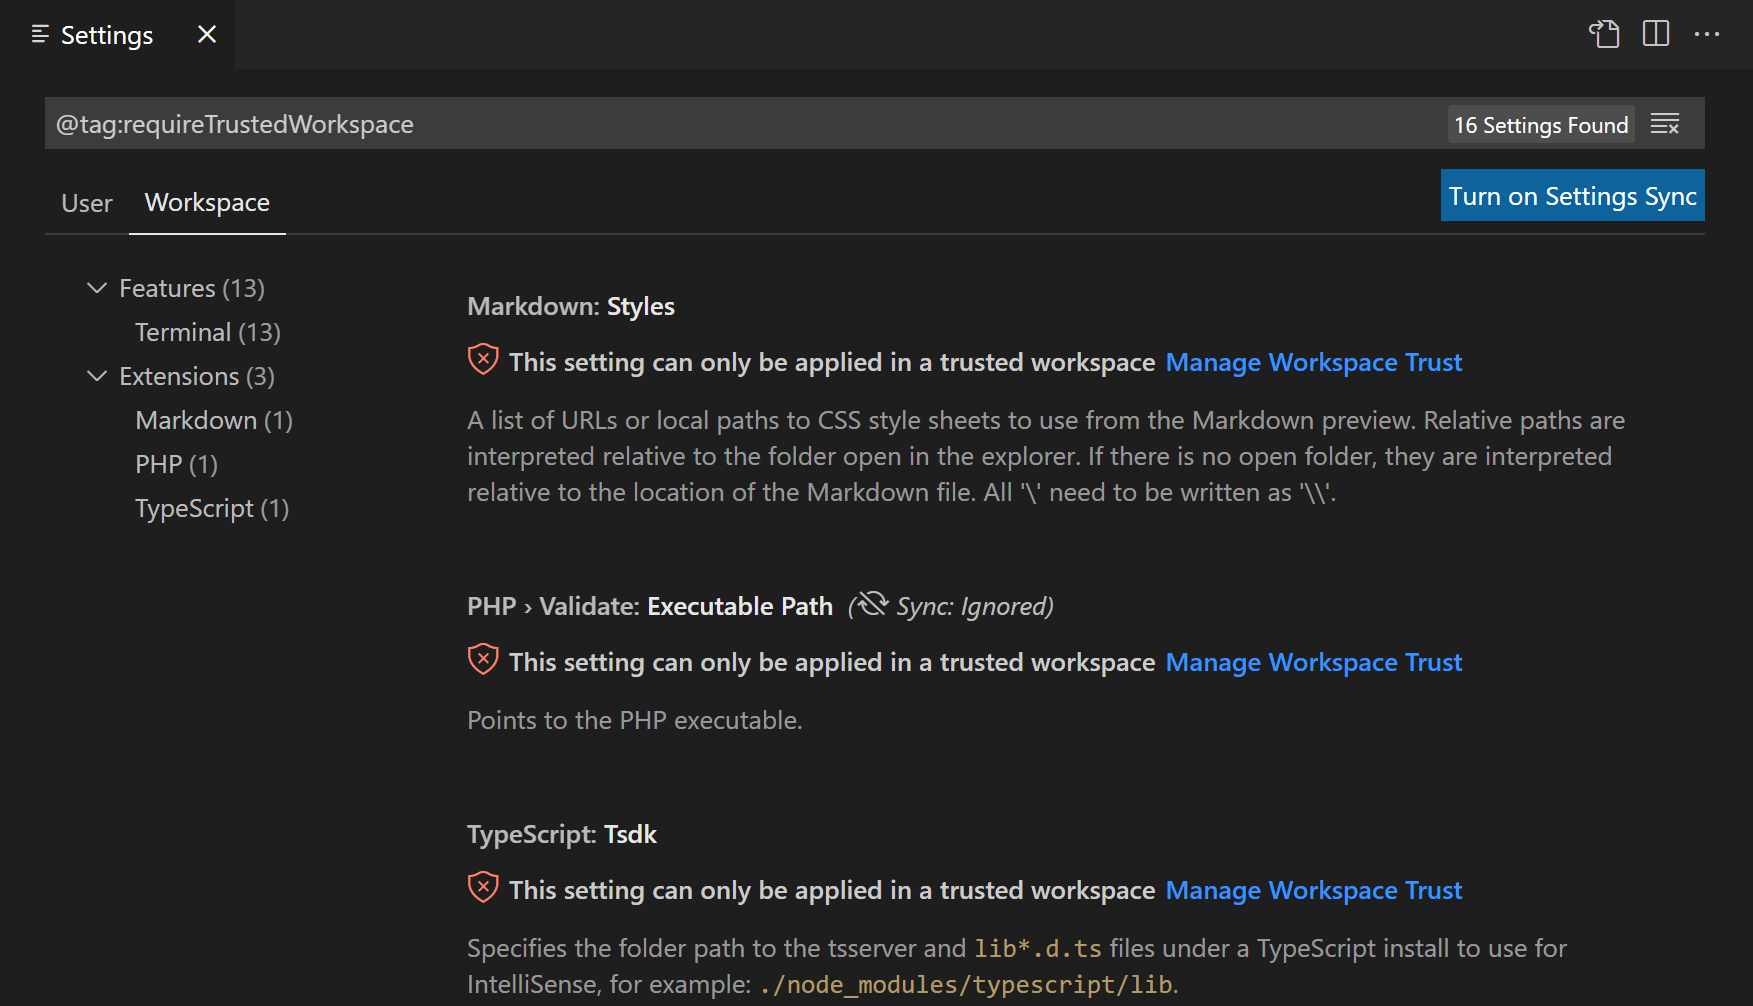 Settings
@tag:requireTrustedWorkspace
16 Settings Found
User
Workspace
Turn on Settings Sync
Features (13)
Terminal (13)
Extensions (3)
Markdown (1)
PHP (1)
TypeScript (1)
Markdown: Styles
This setting can only be applied in a trusted workspace Manage Workspace Trust
A list of URLs or local paths to CSS style sheets to use from the Markdown preview. Relative paths are
interpreted relative to the folder open in the explorer. If there is no open folder, they are interpreted
relative to the location of the Markdown file. All '\' need to be written as '\\'.
PHP › Validate: Executable Path (Sync: Ignored)
This setting can only be applied in a trusted workspace Manage Workspace Trust
Points to the PHP executable.
TypeScript: Tsdk
This setting can only be applied in a trusted workspace Manage Workspace Trust
Specifies the folder path to the tsserver and lib*.d.ts files under a TypeScript install to use for
IntelliSense, for example: ./node_modules/typescript/lib.